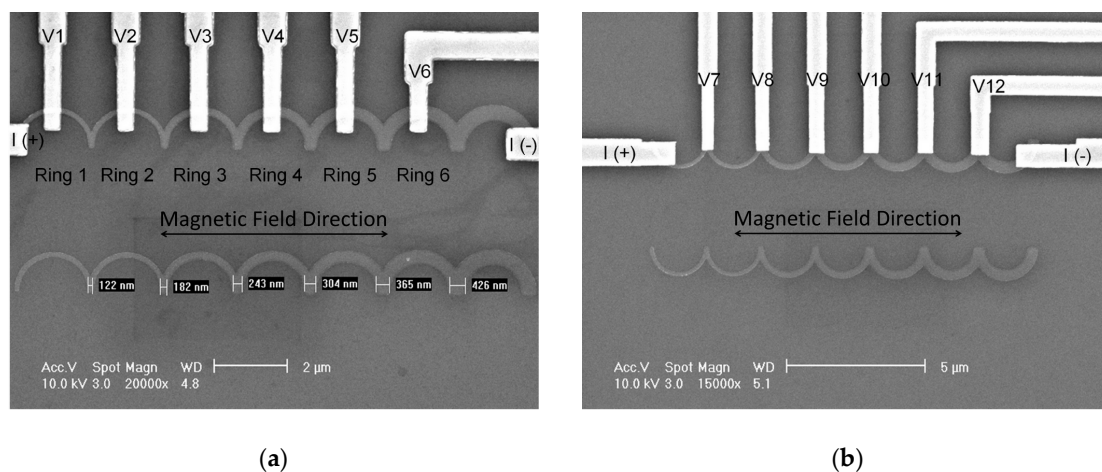 V1 V2 V3 V4 V5
V6
I (+) I (-)
Ring 1 Ring 2 Ring 3 Ring 4 Ring 5 Ring 6
Magnetic Field Direction
122 nm 182 nm 243 nm 304 nm 365 nm 426 nm
Acc.V Spot Magn WD
10.0 kV 3.0 20000x 4.8 2 μm
(a)
V7 V8 V9 V10 V11
V12
I (+) I (-)
Magnetic Field Direction
Acc.V Spot Magn WD
10.0 kV 3.0 15000x 5.1 5 μm
(b)